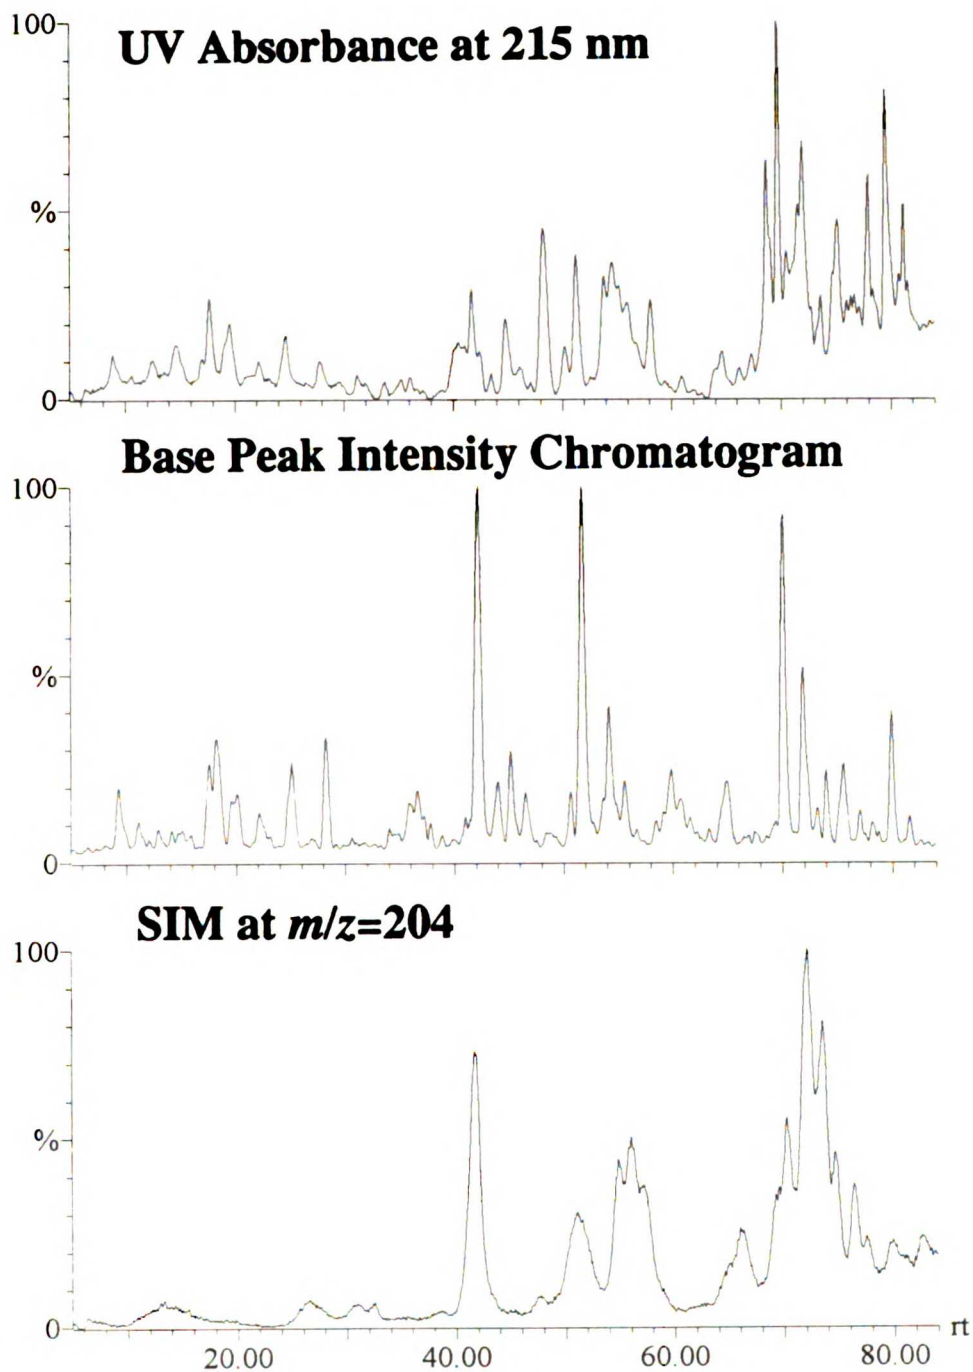 UV Absorbance at 215 nm
100
%
0
Base Peak Intensity Chromatogram
100
%
0
SIM at m/z=204
100
%
0
rt
20.00 40.00 60.00 80.00